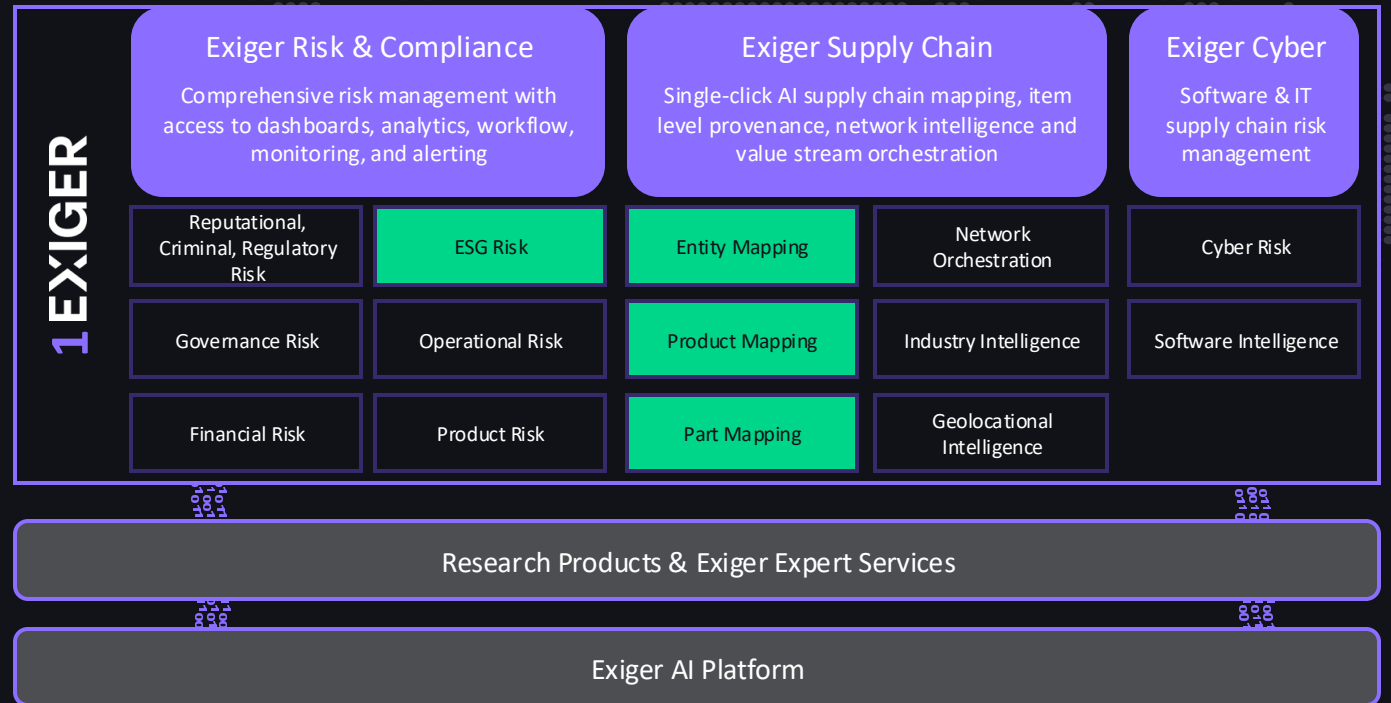 1 EXIGER
Exiger Risk & Compliance
Comprehensive risk management with
access to dashboards, analytics, workflow,
monitoring, and alerting
Exiger Supply Chain
Single-click AI supply chain mapping, item
level provenance, network intelligence and
value stream orchestration
Exiger Cyber
Software & IT
supply chain risk
management
Reputational,
Criminal, Regulatory
Risk
ESG Risk
Entity Mapping
Network
Orchestration
Cyber Risk
Governance Risk
Operational Risk
Product Mapping
Industry Intelligence
Software Intelligence
Financial Risk
Product Risk
Part Mapping
Geolocational
Intelligence
Research Products & Exiger Expert Services
Exiger AI Platform